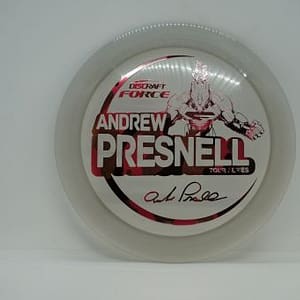 DISCRAFT
FORCE
ANDREW
PRESNELL
TOUR SERIES